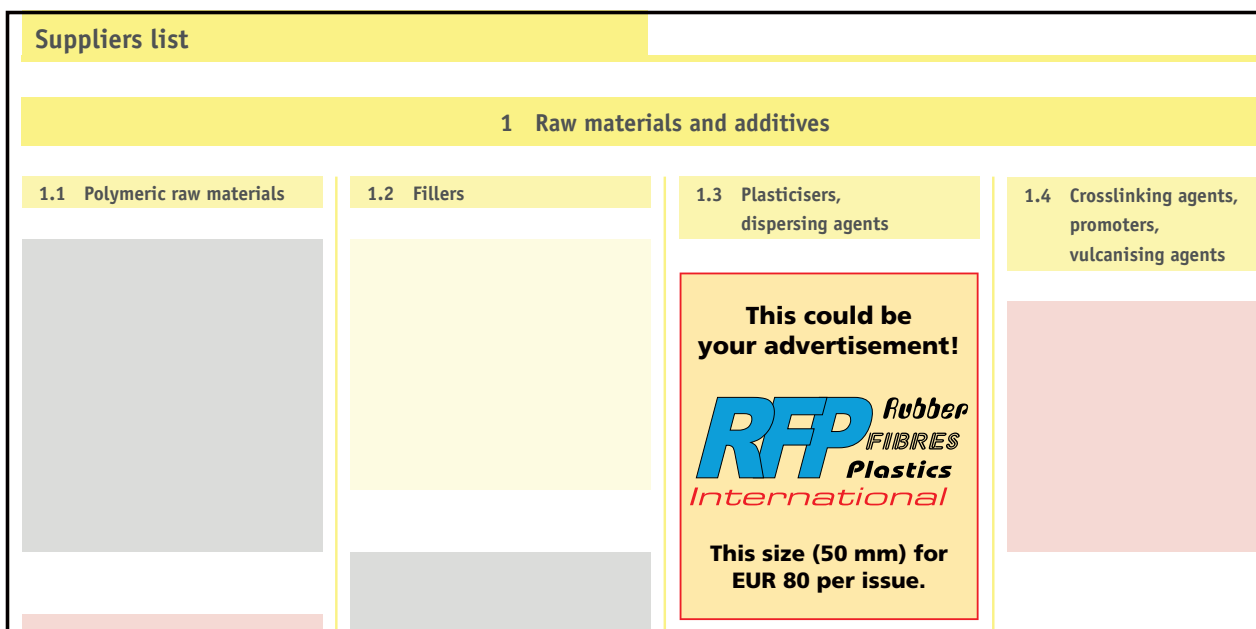 Suppliers list
1 Raw materials and additives
1.1 Polymeric raw materials
1.2 Fillers
1.3 Plasticisers,
dispersing agents
This could be
your advertisement!
RFP
Rubber
FIBRES
Plastics
International
This size (50 mm) for
EUR 80 per issue.
1.4 Crosslinking agents,
promoters,
vulcanising agents